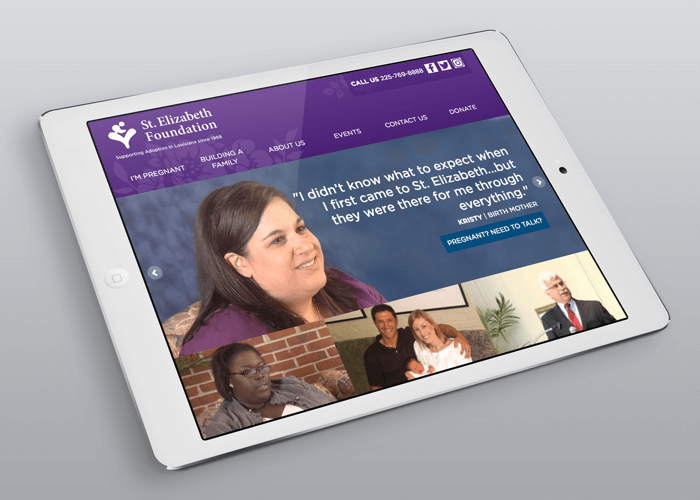 CALL US 225-769-8888
St. Elizabeth
Foundation
Supporting Adoption in Louisiana since 1988
I'M PREGNANT
BUILDING A
FAMILY
ABOUT US
EVENTS
CONTACT US
DONATE
"I didn't know what to expect when
I first came to St. Elizabeth...but
they were there for me through
everything."
KRISTY | BIRTH MOTHER
PREGNANT? NEED TO TALK?